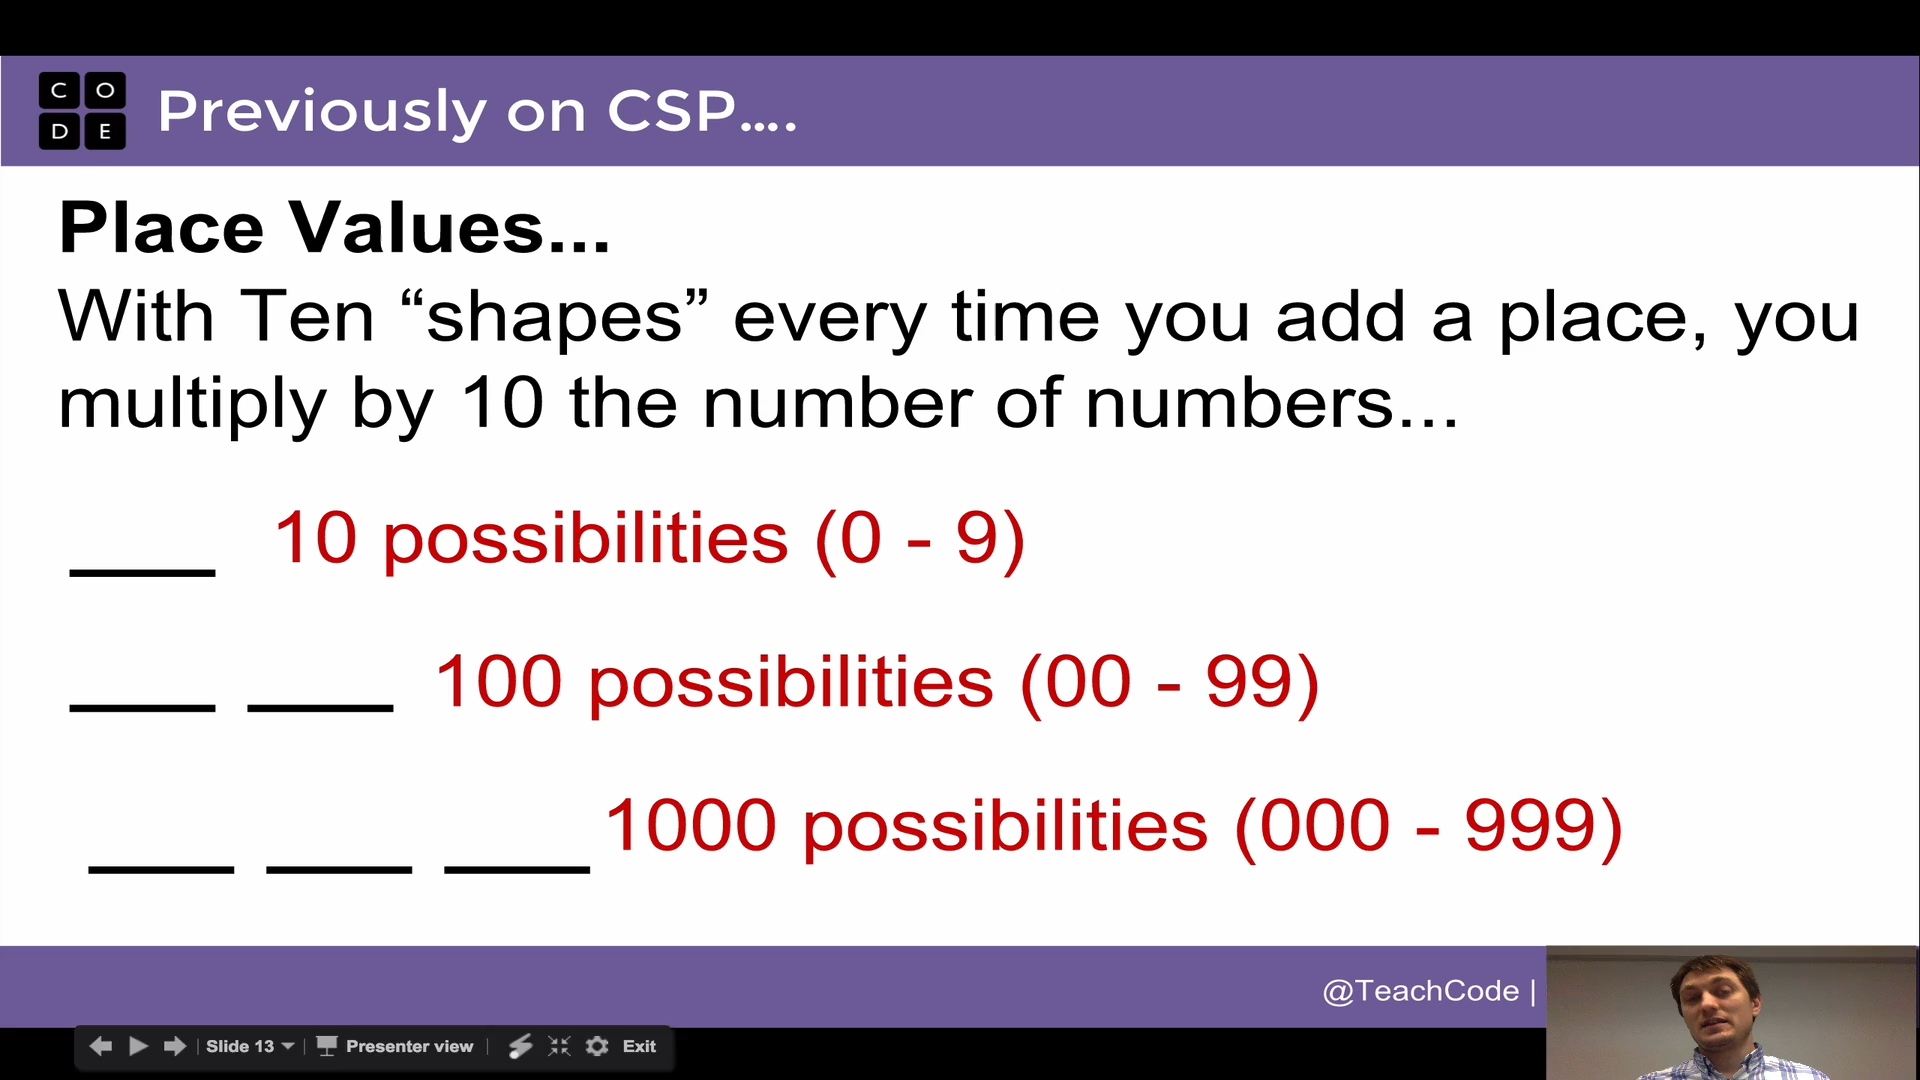 C O
D E
Previously on CSP....
Place Values...
With Ten “shapes” every time you add a place, you
multiply by 10 the number of numbers...
___ 10 possibilities (0 - 9)
___ ___ 100 possibilities (00 - 99)
___ ___ ___ 1000 possibilities (000 - 999)
@TeachCode |
Slide 13 | Presenter view | Exit